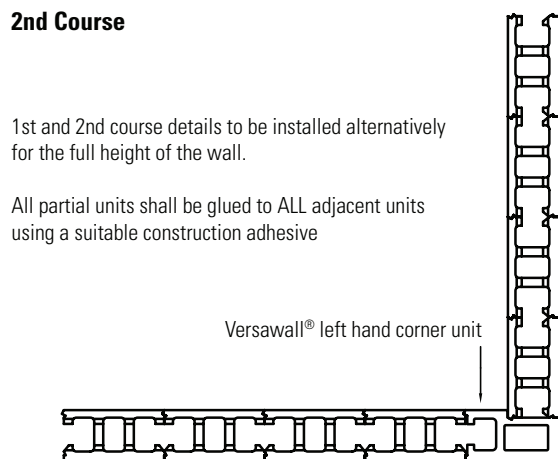 2nd Course
1st and 2nd course details to be installed alternatively
for the full height of the wall.
All partial units shall be glued to ALL adjacent units
using a suitable construction adhesive
Versawall® left hand corner unit